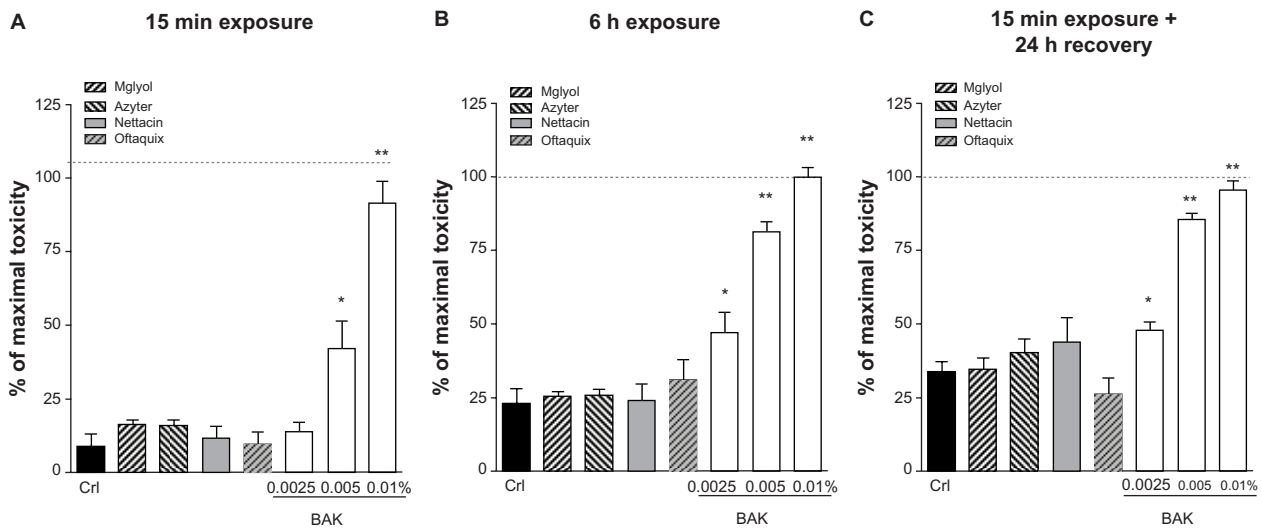 A
15 min exposure
Mglyol
Azyter
Nettacin
Oftaquix
% of maximal toxicity
125
100
75
50
25
0
**
*
Crl
0.0025 0.005 0.01%
BAK
B
6 h exposure
Mglyol
Azyter
Nettacin
Oftaquix
% of maximal toxicity
125
100
75
50
25
0
**
**
*
Crl
0.0025 0.005 0.01%
BAK
C
15 min exposure +
24 h recovery
Mglyol
Azyter
Nettacin
Oftaquix
% of maximal toxicity
125
100
75
50
25
0
**
**
*
Crl
0.0025 0.005 0.01%
BAK